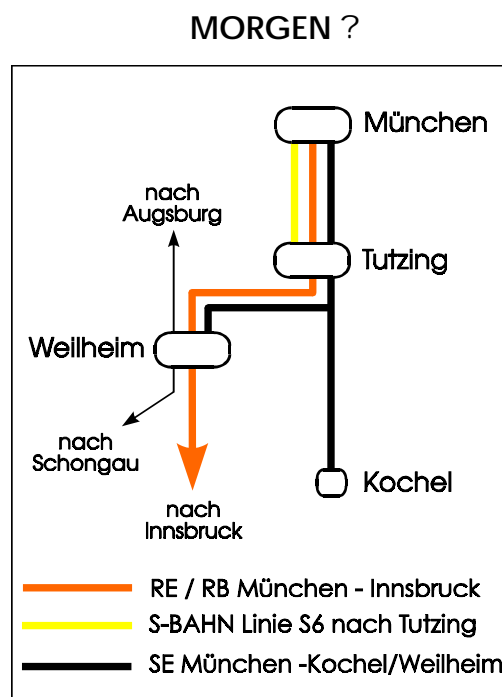 MORGEN ?
München
nach
Augsburg
Tutzing
Weilheim
nach
Schongau
Kochel
nach
Innsbruck
RE / RB München - Innsbruck
S-BAHN Linie S6 nach Tutzing
SE München -Kochel/Weilheim